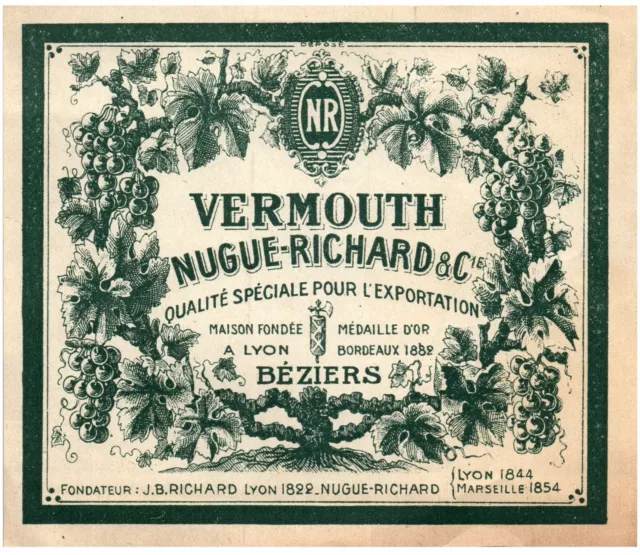 DÉPOSÉ
NR
VERMOUTH
NUGUE-RICHARD & CIE
QUALITÉ SPÉCIALE POUR L'EXPORTATION
MAISON FONDÉE MÉDAILLE D'OR
A LYON BORDEAUX 1882
BÉZIERS
FONDATEUR : J.B. RICHARD LYON 1822_NUGUE-RICHARD { LYON 1844
MARSEILLE 1854